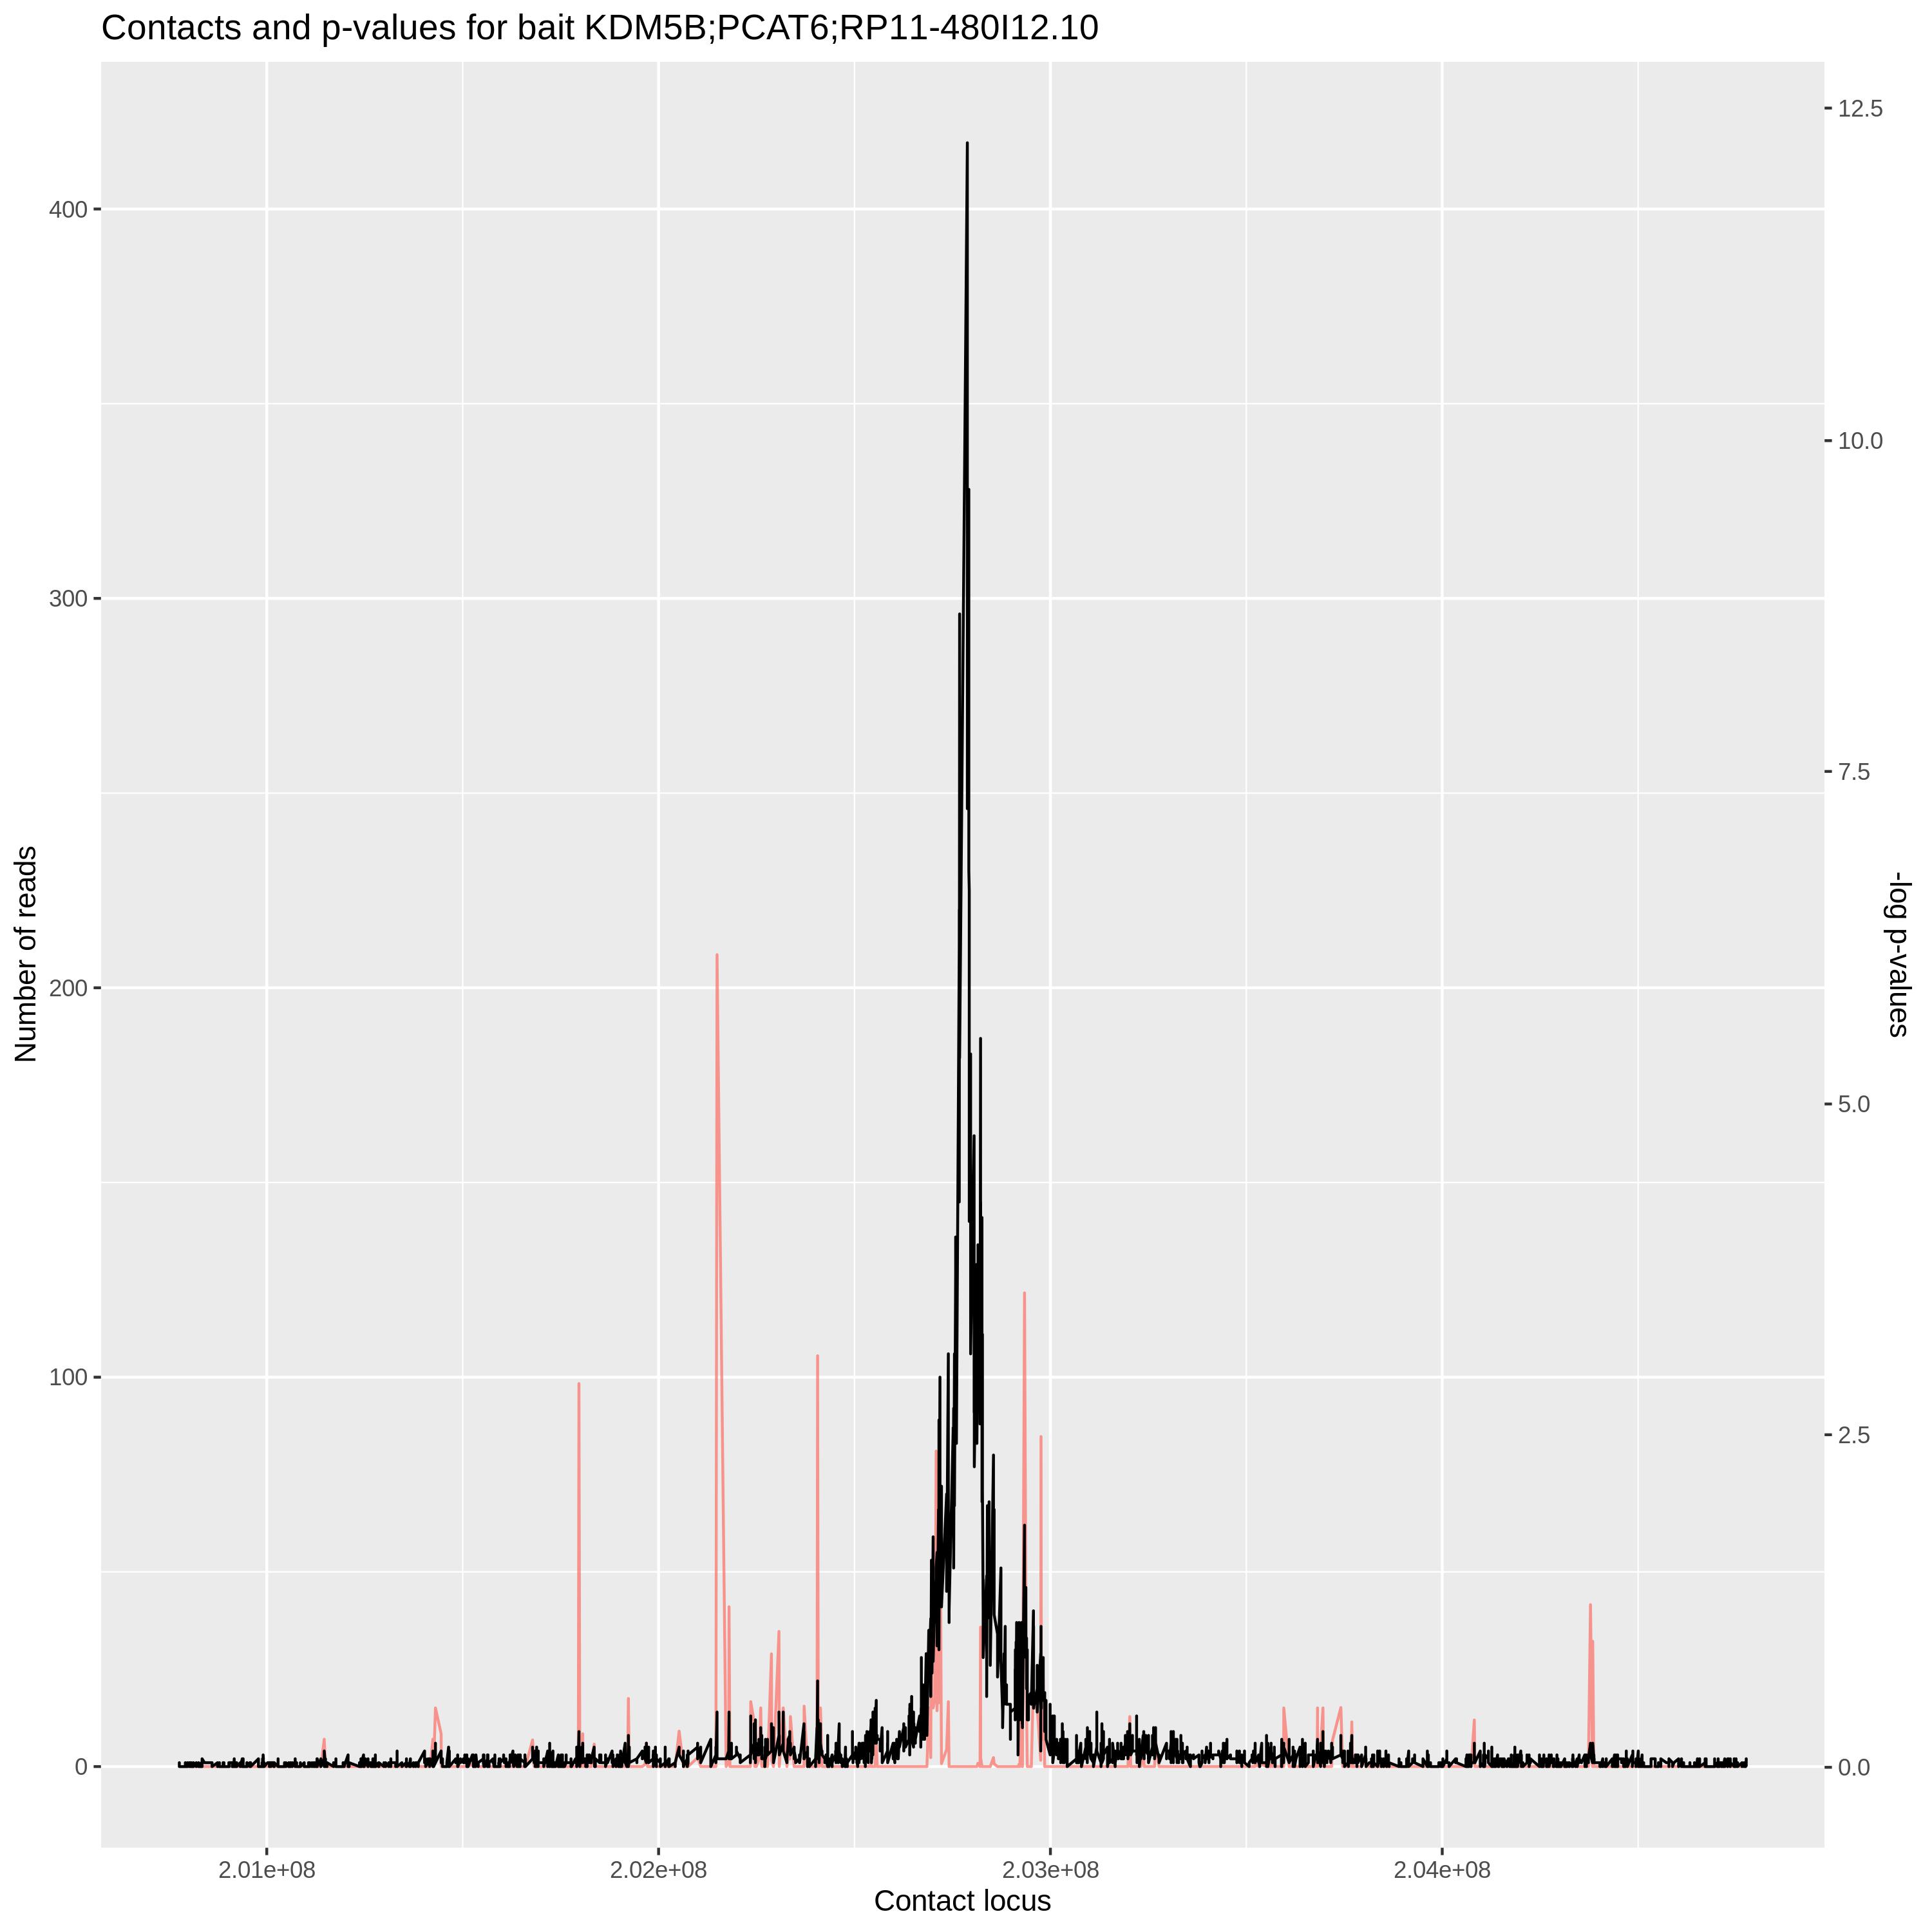 Contacts and p-values for bait KDM5B;PCAT6;RP11-480I12.10
400
300
200
100
0
Number of reads
12.5
10.0
7.5
5.0
2.5
0.0
-log p-values
2.01e+08
2.02e+08
2.03e+08
2.04e+08
Contact locus